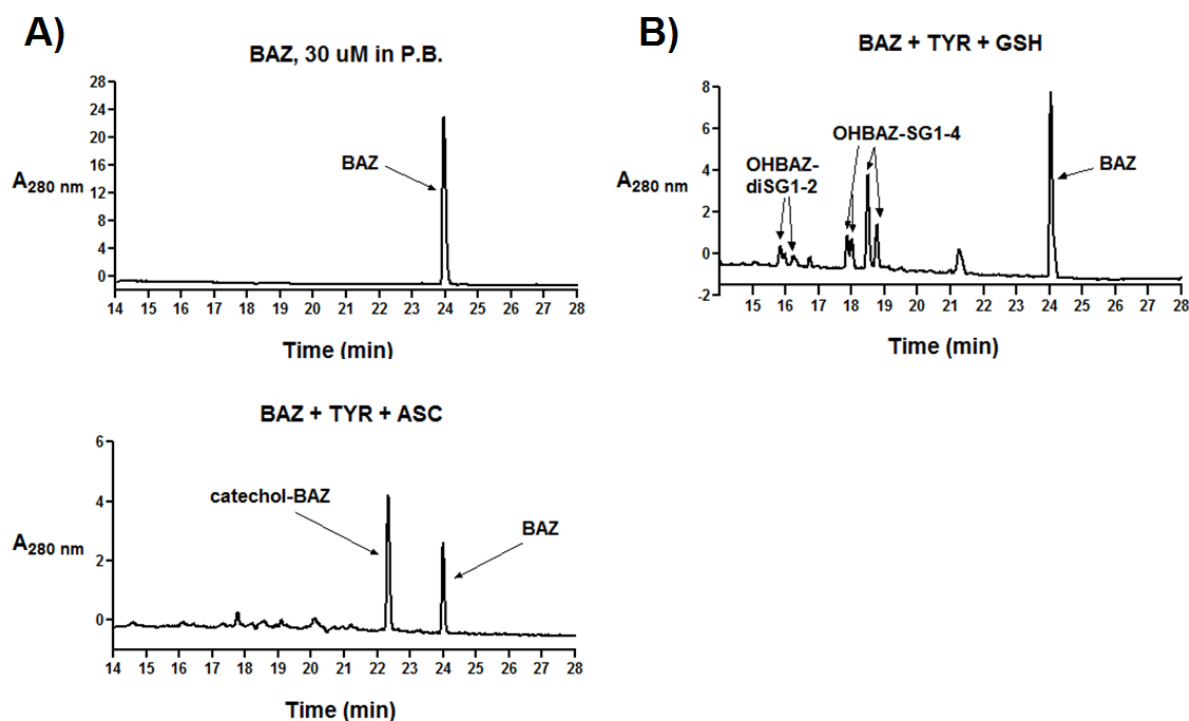 A)
BAZ, 30 uM in P.B.
28
24
20
16
12
8
4
0
A280 nm
BAZ
14 15 16 17 18 19 20 21 22 23 24 25 26 27 28
Time (min)
BAZ + TYR + ASC
6
4
2
0
A280 nm
catechol-BAZ
BAZ
14 15 16 17 18 19 20 21 22 23 24 25 26 27 28
Time (min)
B)
BAZ + TYR + GSH
8
6
4
2
0
-2
A280 nm
OHBAZ-SG1-4
OHBAZ-
diSG1-2
BAZ
15 16 17 18 19 20 21 22 23 24 25 26 27 28
Time (min)